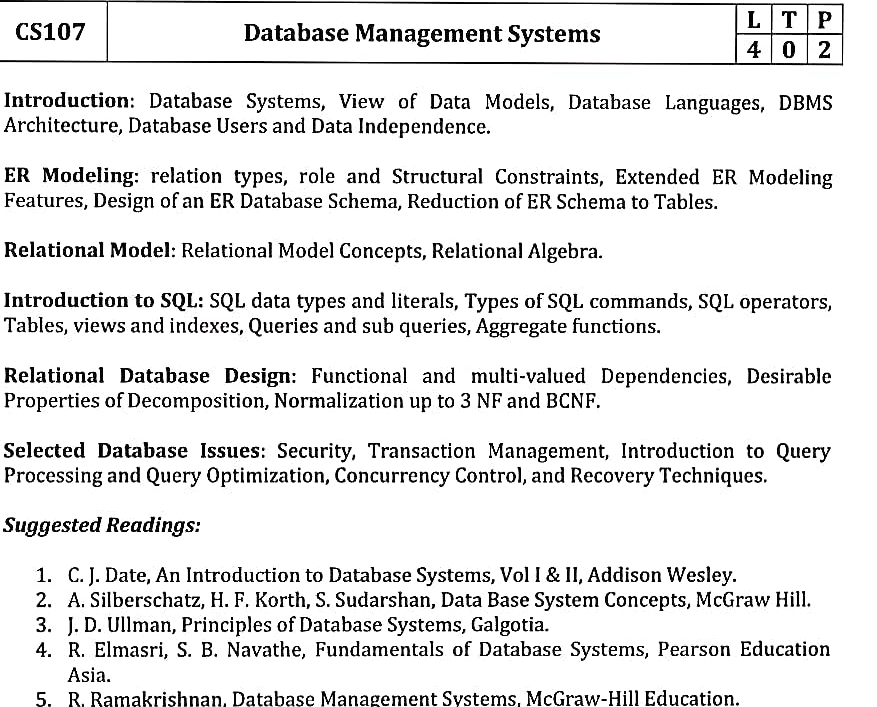 CS107 Database Management Systems L T P
4 0 2
Introduction: Database Systems, View of Data Models, Database Languages, DBMS
Architecture, Database Users and Data Independence.
ER Modeling: relation types, role and Structural Constraints, Extended ER Modeling
Features, Design of an ER Database Schema, Reduction of ER Schema to Tables.
Relational Model: Relational Model Concepts, Relational Algebra.
Introduction to SQL: SQL data types and literals, Types of SQL commands, SQL operators,
Tables, views and indexes, Queries and sub queries, Aggregate functions.
Relational Database Design: Functional and multi-valued Dependencies, Desirable
Properties of Decomposition, Normalization up to 3 NF and BCNF.
Selected Database Issues: Security, Transaction Management, Introduction to Query
Processing and Query Optimization, Concurrency Control, and Recovery Techniques.
Suggested Readings:
1. C. J. Date, An Introduction to Database Systems, Vol I & II, Addison Wesley.
2. A. Silberschatz, H. F. Korth, S. Sudarshan, Data Base System Concepts, McGraw Hill.
3. J. D. Ullman, Principles of Database Systems, Galgotia.
4. R. Elmasri, S. B. Navathe, Fundamentals of Database Systems, Pearson Education
Asia.
5. R. Ramakrishnan, Database Management Systems, McGraw-Hill Education.